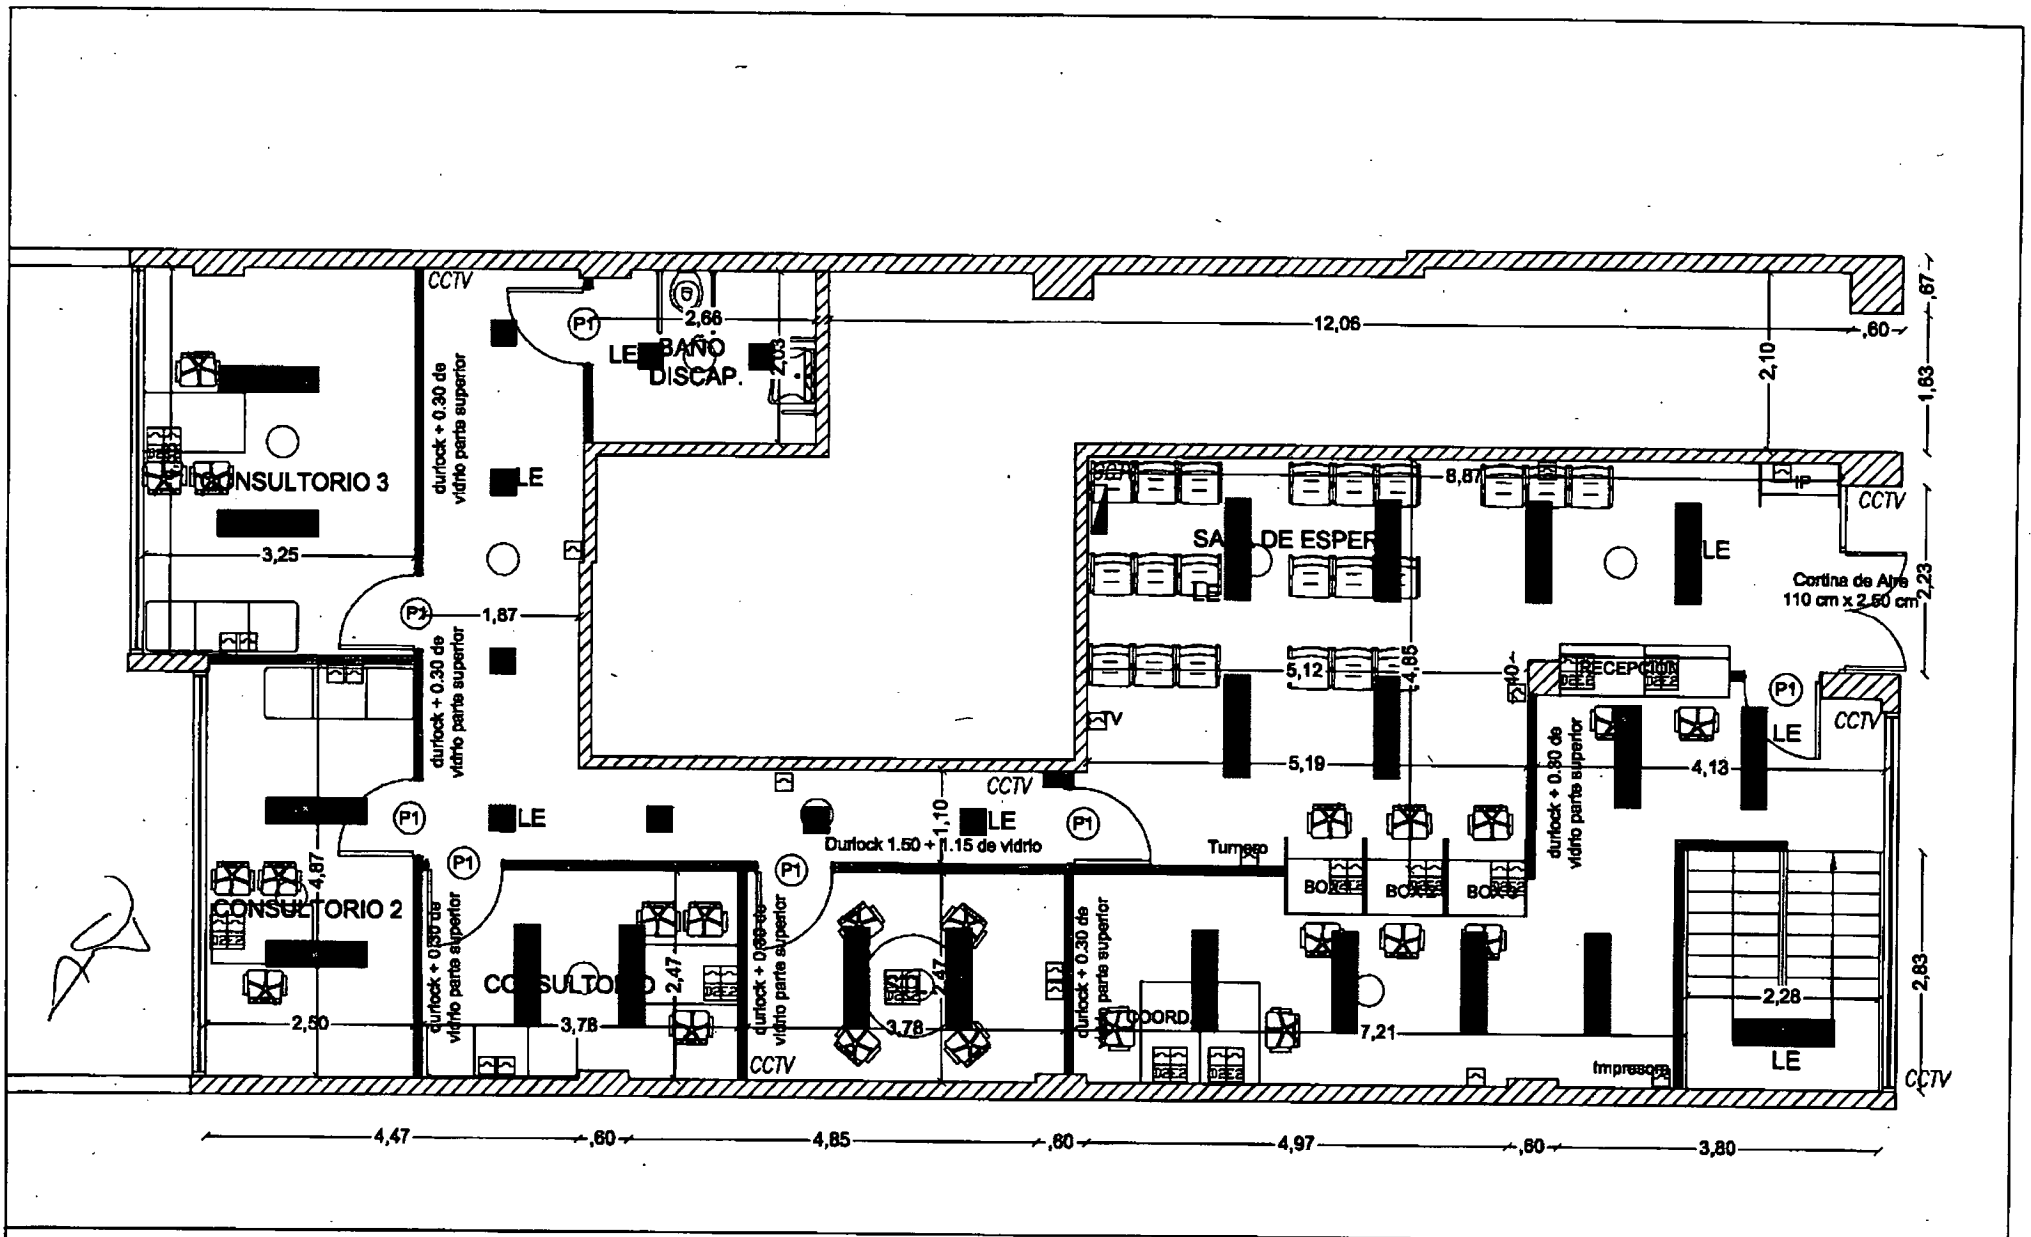 CCTV
,67
P1
2,66
12,06
,60
LE
BAÑO
DISCAP.
2,03
2,10
1,63
durlock + 0.30 de
vidrio parte superior
CONSULTORIO 3
LE
8,87
IP
CCTV
SALA DE ESPERA
LE
LE
3,25
Cortina de Aire
110 cm x 2.50 cm
2,23
P1
1,87
durlock + 0.30 de
vidrio parte superior
5,12
4,85
RECEPCION
P1
TV
CCTV
LE
durlock + 0.30 de
vidrio parte superior
5,19
4,13
CCTV
P1
LE
1,10
LE
P1
Durlock 1.50 + 1.15 de vidrio
Turnero
P1
P1
4,87
BOX
BOX
BOX
CONSULTORIO 2
durlock + 0.30 de
vidrio parte superior
durlock + 0.30 de
vidrio parte superior
durlock + 0.30 de
vidrio parte superior
CONSULTORIO
2,47
2,47
2,83
2,28
2,50
3,78
3,78
COORD.
7,21
CCTV
Impresora
LE
CCTV
4,47
,60
4,85
,60
4,97
,60
3,80